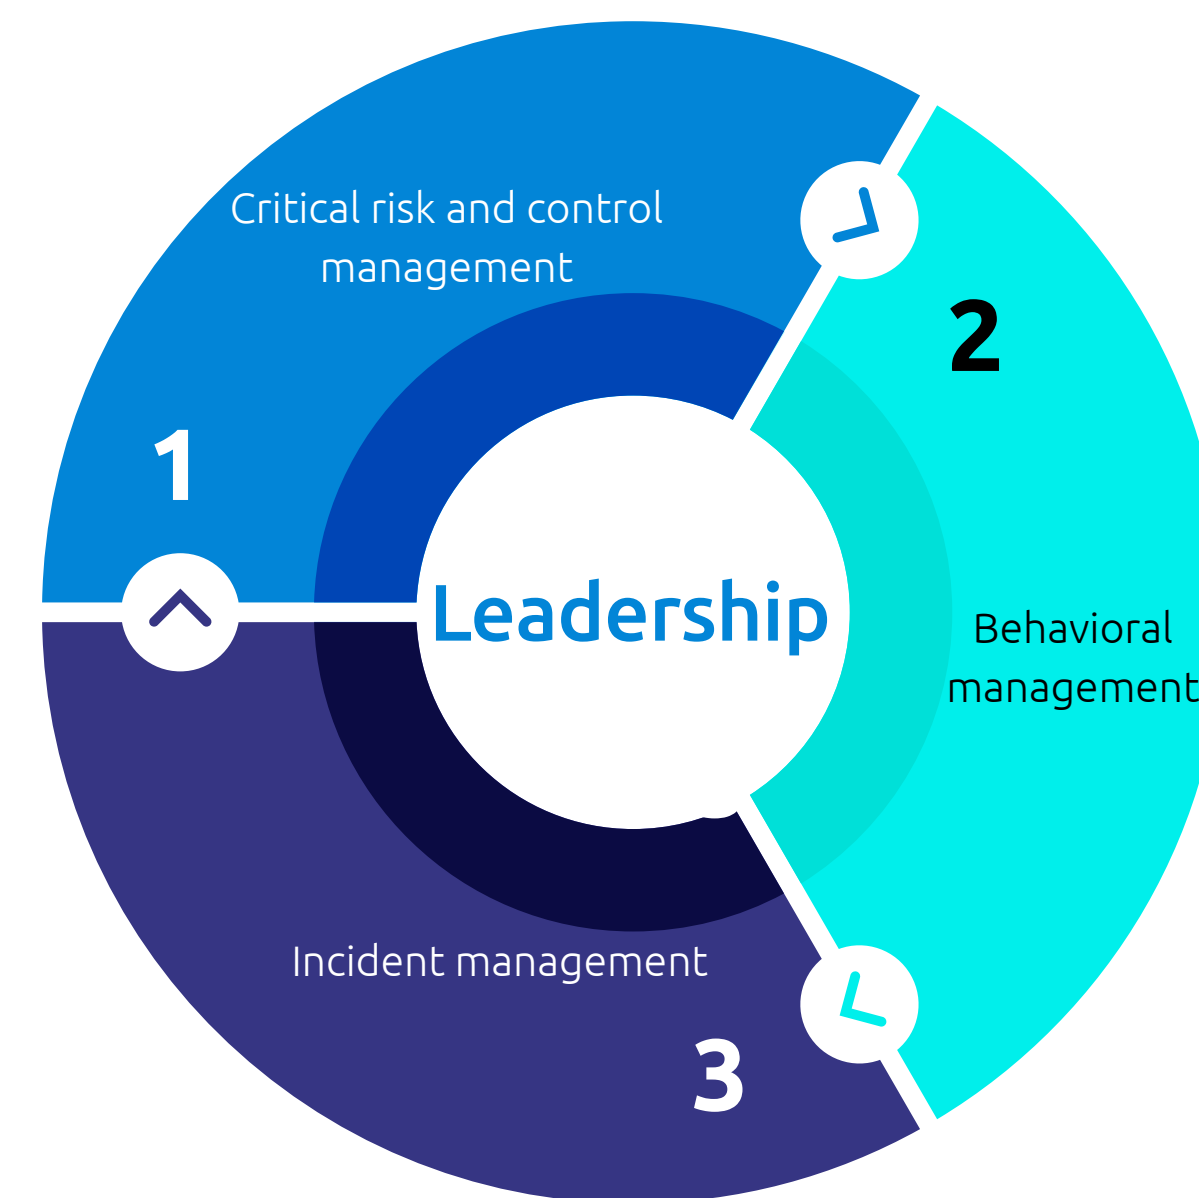 Critical risk and control
management
1
2
Leadership
Behavioral
management
Incident management
3